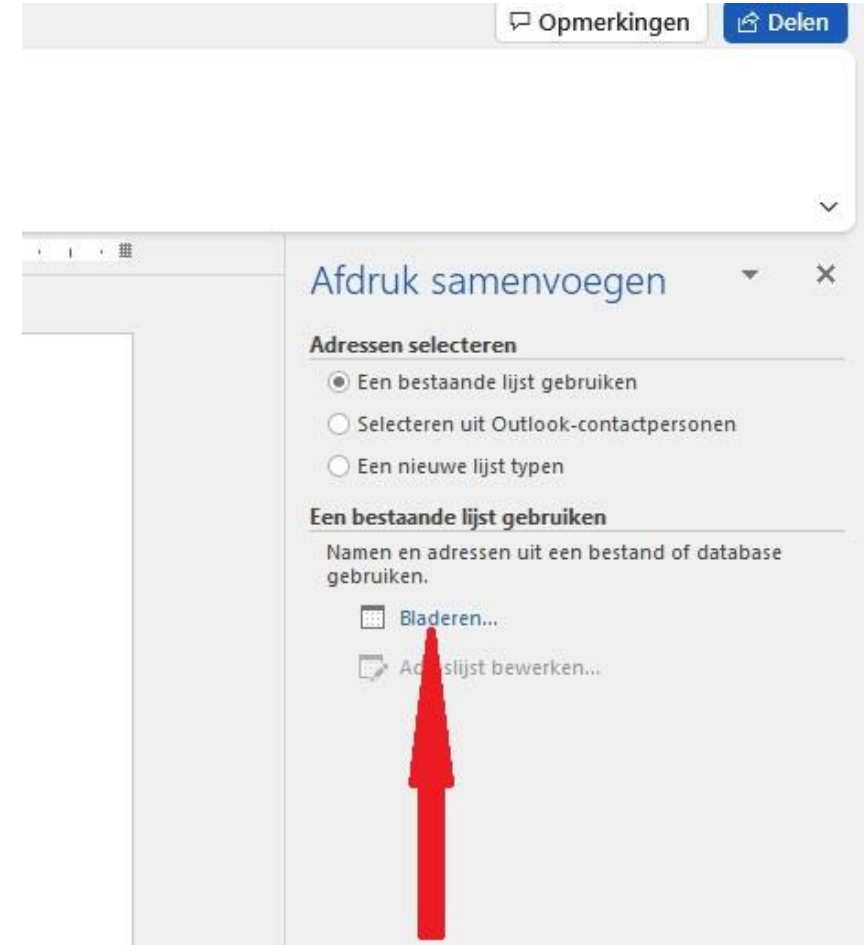 Opmerkingen
Delen
Afdruk samenvoegen
Adressen selecteren
Een bestaande lijst gebruiken
Selecteren uit Outlook-contactpersonen
Een nieuwe lijst typen
Een bestaande lijst gebruiken
Namen en adressen uit een bestand of database
gebruiken.
Bladeren...
bewerken...